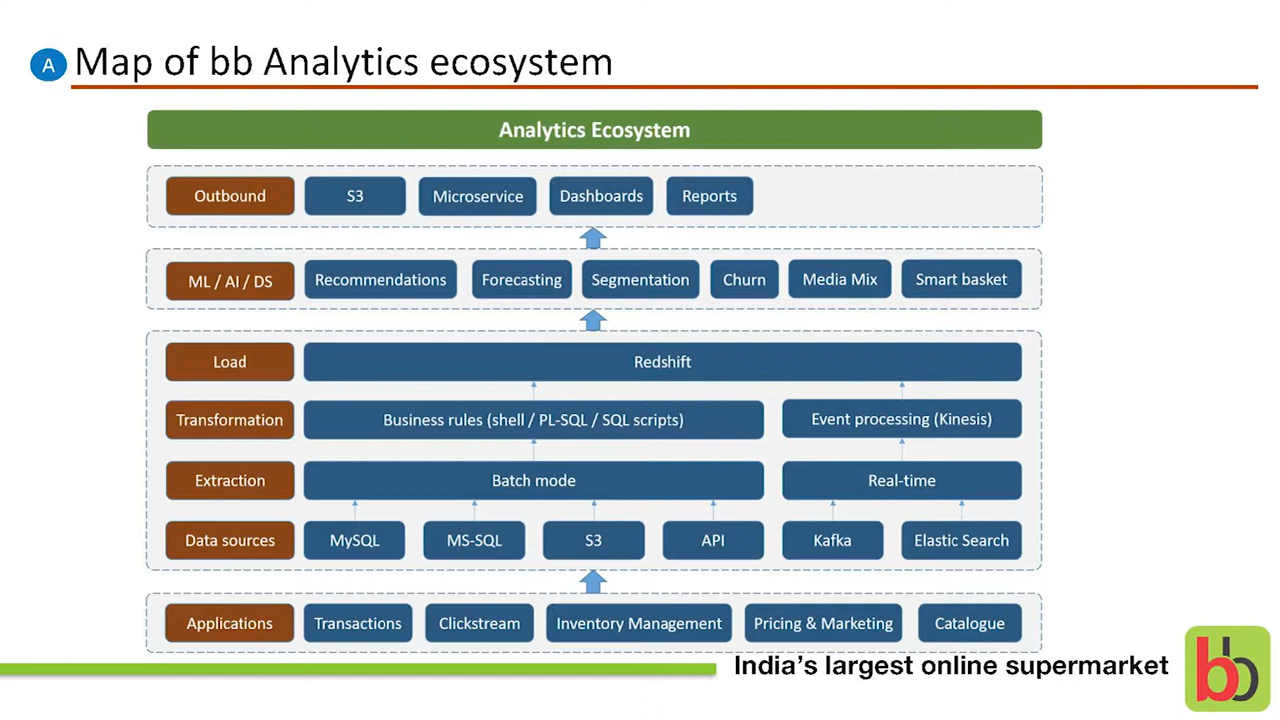 A
Map of bb Analytics ecosystem
Analytics Ecosystem
Outbound
S3
Microservice
Dashboards
Reports
ML / AI / DS
Recommendations
Forecasting
Segmentation
Churn
Media Mix
Smart basket
Load
Redshift
Transformation
Business rules (shell / PL-SQL / SQL scripts)
Event processing (Kinesis)
Extraction
Batch mode
Real-time
Data sources
MySQL
MS-SQL
S3
API
Kafka
Elastic Search
Applications
Transactions
Clickstream
Inventory Management
Pricing & Marketing
Catalogue
India's largest online supermarket
bb